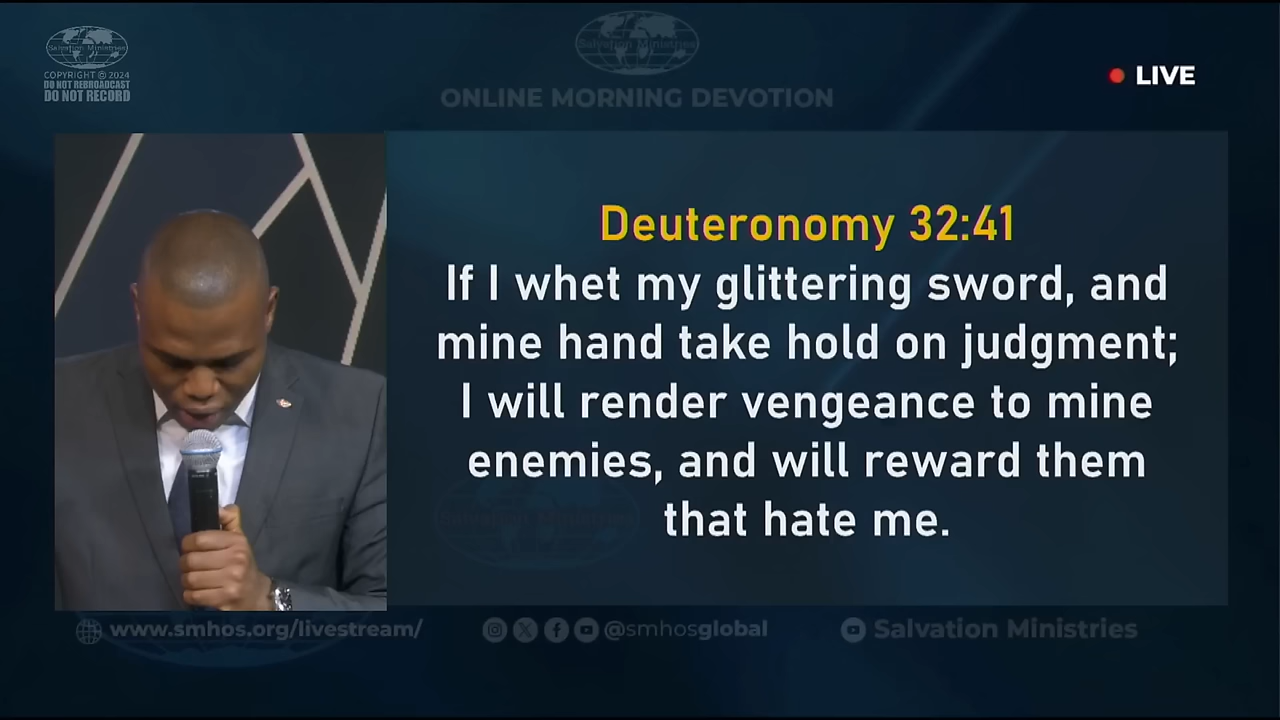 Salvation Ministries
COPYRIGHT © 2024
DO NOT REBROADCAST
DO NOT RECORD
Salvation Ministries
ONLINE MORNING DEVOTION
LIVE
Deuteronomy 32:41
If I whet my glittering sword, and
mine hand take hold on judgment;
I will render vengeance to mine
enemies, and will reward them
that hate me.
Salvation Ministries
www.smhos.org/livestream/
@smhosglobal
Salvation Ministries